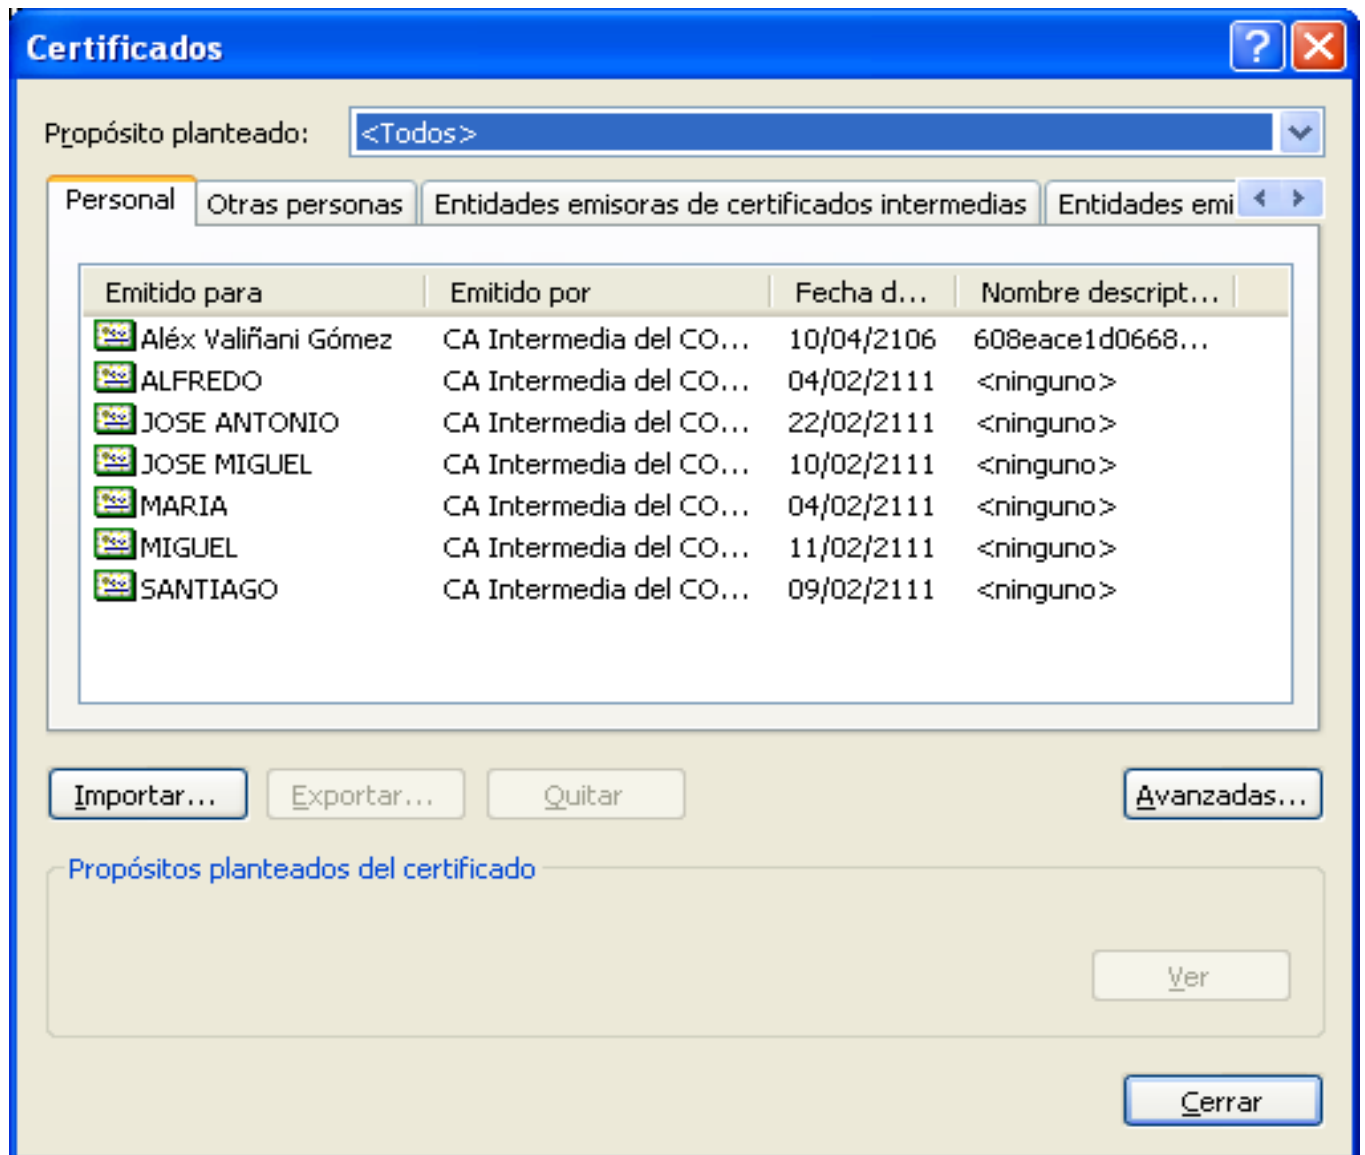 Certificados
Propósito planteado: <Todos>
Personal Otras personas Entidades emisoras de certificados intermedias Entidades emi
Emitido para Emitido por Fecha d... Nombre descript...
Aléx Valiñani Gómez CA Intermedia del CO... 10/04/2106 608eace1d0668...
ALFREDO CA Intermedia del CO... 04/02/2111 <ninguno>
JOSE ANTONIO CA Intermedia del CO... 22/02/2111 <ninguno>
JOSE MIGUEL CA Intermedia del CO... 10/02/2111 <ninguno>
MARIA CA Intermedia del CO... 04/02/2111 <ninguno>
MIGUEL CA Intermedia del CO... 11/02/2111 <ninguno>
SANTIAGO CA Intermedia del CO... 09/02/2111 <ninguno>
Importar... Exportar... Quitar Avanzadas...
Propósitos planteados del certificado
Ver
Cerrar